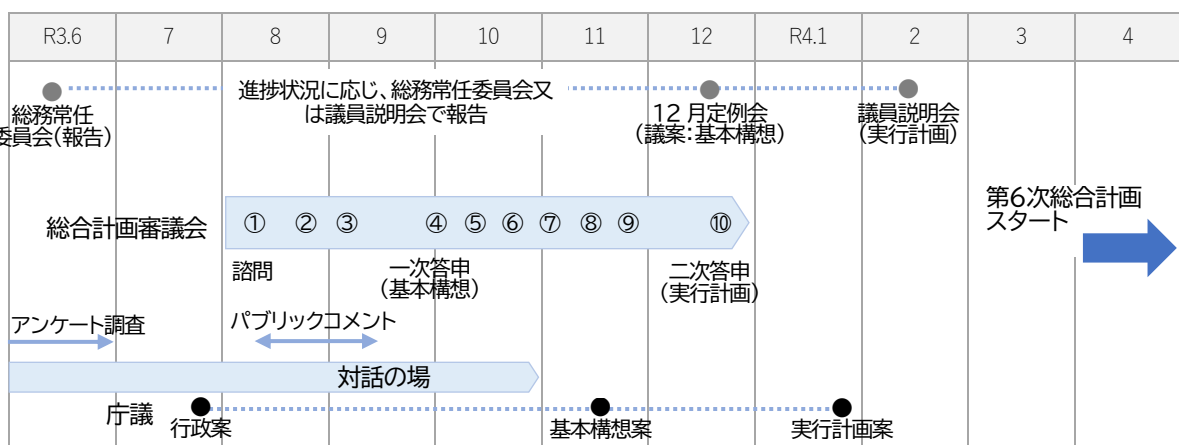 R3.6 7 8 9 10 11 12 R4.1 2 3 4
総務常任
委員会(報告)
進捗状況に応じ、総務常任委員会又
は議員説明会で報告
12月定例会
(議案:基本構想)
議員説明会
(実行計画)
総合計画審議会
① ② ③ ④ ⑤ ⑥ ⑦ ⑧ ⑨ ⑩
諮問
一次答申
(基本構想)
二次答申
(実行計画)
第6次総合計画
スタート
アンケート調査
パブリックコメント
対話の場
庁議
行政案
基本構想案
実行計画案